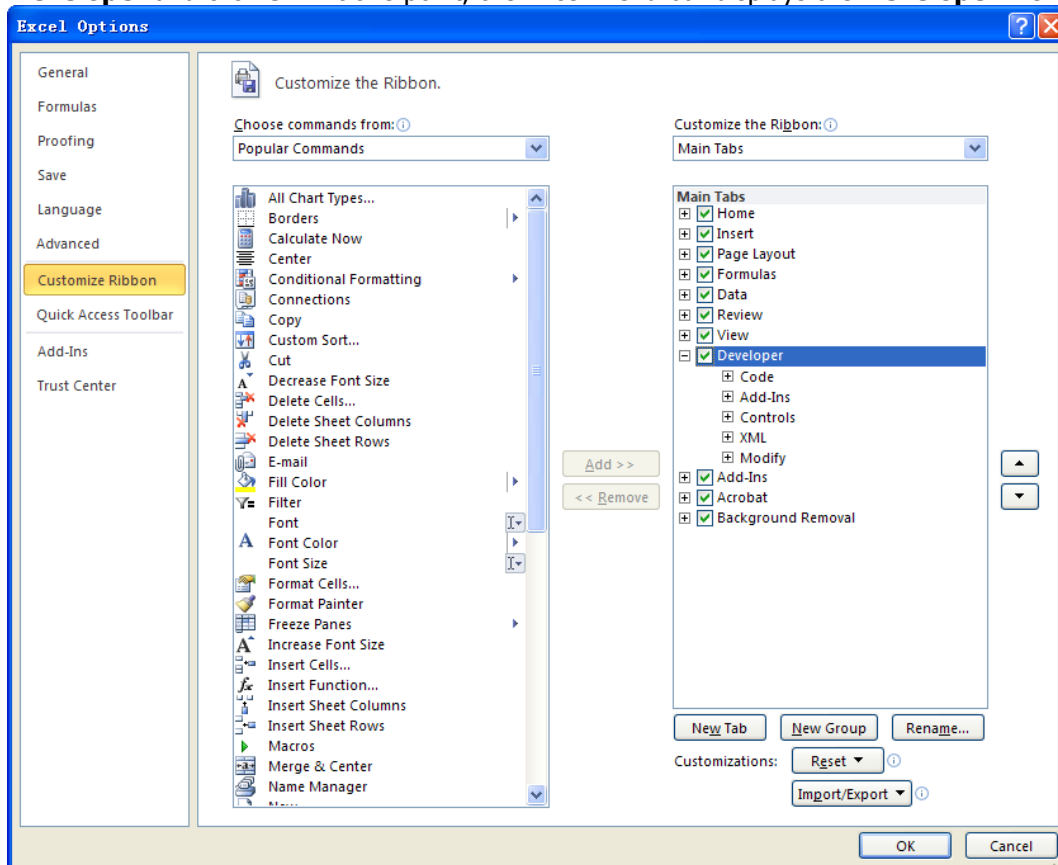 Excel Options
General
Formulas
Proofing
Save
Language
Advanced
Customize Ribbon
Quick Access Toolbar
Add-Ins
Trust Center
Customize the Ribbon.
Choose commands from:
Popular Commands
All Chart Types...
Borders
Calculate Now
Center
Conditional Formatting
Connections
Copy
Custom Sort...
Cut
Decrease Font Size
Delete Cells...
Delete Sheet Columns
Delete Sheet Rows
E-mail
Fill Color
Filter
Font
Font Color
Font Size
Format Cells...
Format Painter
Freeze Panes
Increase Font Size
Insert Cells...
Insert Function...
Insert Sheet Columns
Insert Sheet Rows
Macros
Merge & Center
Name Manager
Add >>
<< Remove
Customize the Ribbon:
Main Tabs
Main Tabs
Home
Insert
Page Layout
Formulas
Data
Review
View
Developer
Code
Add-Ins
Controls
XML
Modify
Add-Ins
Acrobat
Background Removal
New Tab
New Group
Rename...
Customizations:
Reset
Import/Export
OK
Cancel